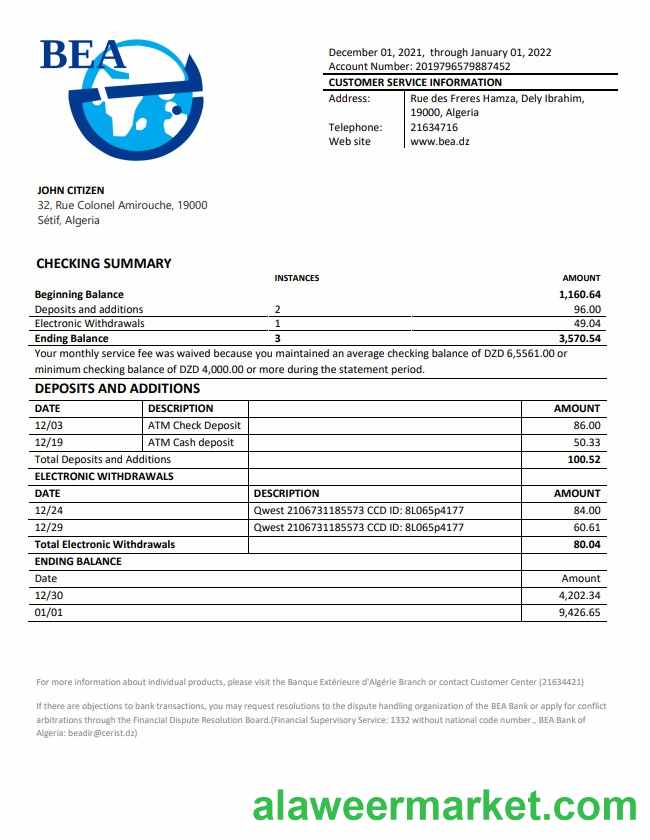 BEA
December 01, 2021, through January 01, 2022
Account Number: 2019796579887452
CUSTOMER SERVICE INFORMATION
Address: Rue des Freres Hamza, Dely Ibrahim,
19000, Algeria
Telephone: 21634716
Web site www.bea.dz
JOHN CITIZEN
32, Rue Colonel Amirouche, 19000
Sétif, Algeria
CHECKING SUMMARY
INSTANCES AMOUNT
Beginning Balance 1,160.64
Deposits and additions 2 96.00
Electronic Withdrawals 1 49.04
Ending Balance 3 3,570.54
Your monthly service fee was waived because you maintained an average checking balance of DZD 6,5561.00 or
minimum checking balance of DZD 4,000.00 or more during the statement period.
DEPOSITS AND ADDITIONS
DATE DESCRIPTION AMOUNT
12/03 ATM Check Deposit 86.00
12/19 ATM Cash deposit 50.33
Total Deposits and Additions 100.52
ELECTRONIC WITHDRAWALS
DATE DESCRIPTION AMOUNT
12/24 Qwest 2106731185573 CCD ID: 8L065p4177 84.00
12/29 Qwest 2106731185573 CCD ID: 8L065p4177 60.61
Total Electronic Withdrawals 80.04
ENDING BALANCE
Date Amount
12/30 4,202.34
01/01 9,426.65
For more information about individual products, please visit the Banque Extérieure d'Algérie Branch or contact Customer Center (21634421)
If there are objections to bank transactions, you may request resolutions to the dispute handling organization of the BEA Bank or apply for conflict
arbitrations through the Financial Dispute Resolution Board.(Financial Supervisory Service: 1332 without national code number., BEA Bank of
Algeria: beadir@cerist.dz)
alaweermarket.com